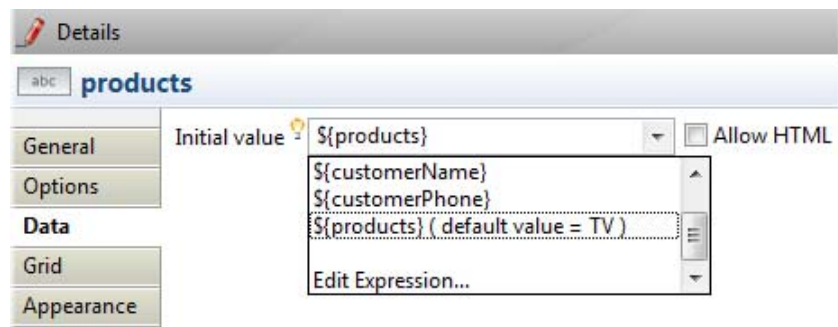 Details
abc products
Initial value ${products} Allow HTML
General
${customerName}
Options
${customerPhone}
Data
${products} ( default value = TV )
Grid
Edit Expression...
Appearance